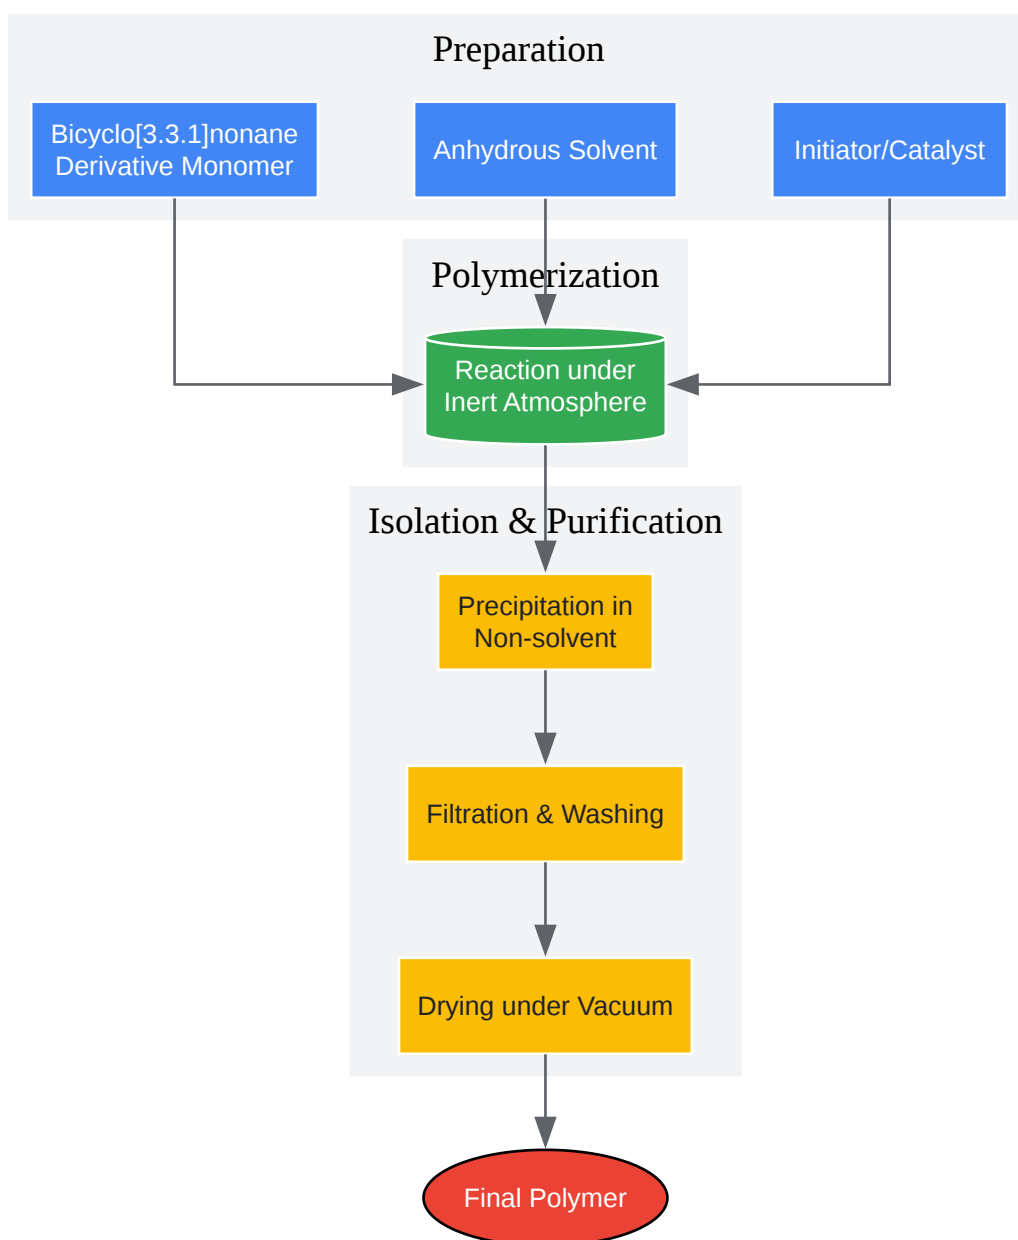 Preparation
Bicyclo[3.3.1]nonane
Derivative Monomer
Anhydrous Solvent
Initiator/Catalyst
Polymerization
Reaction under
Inert Atmosphere
Isolation & Purification
Precipitation in
Non-solvent
Filtration & Washing
Drying under Vacuum
Final Polymer